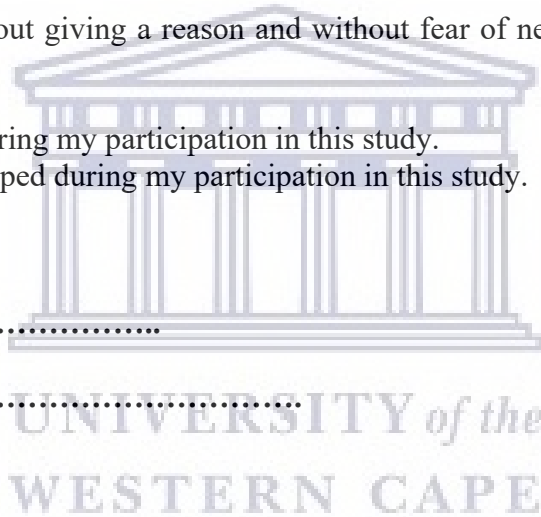 out giving a reason and without fear of ne
ring my participation in this study.
ped during my participation in this study.
……………..
……………………….
UNIVERSITY of the
WESTERN CAPE